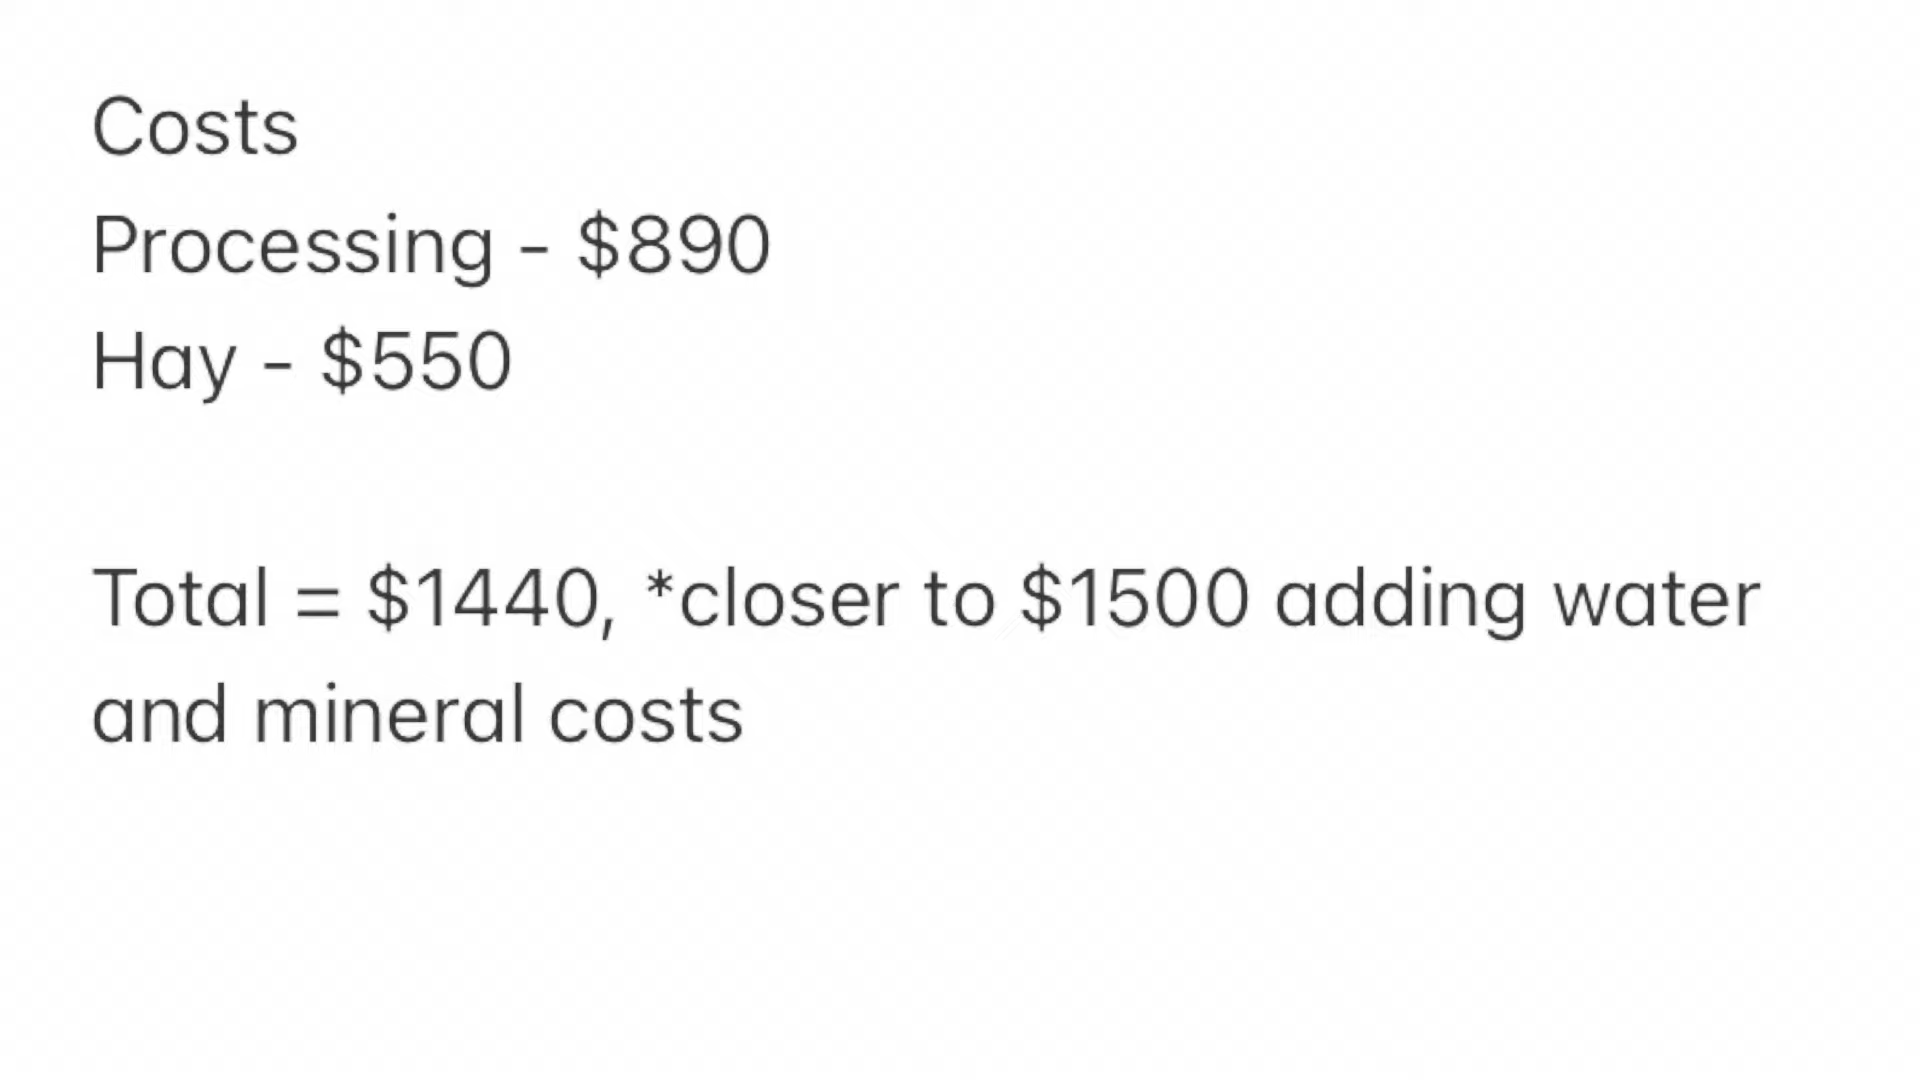 Costs
Processing - $890
Hay - $550
Total = $1440, *closer to $1500 adding water
and mineral costs